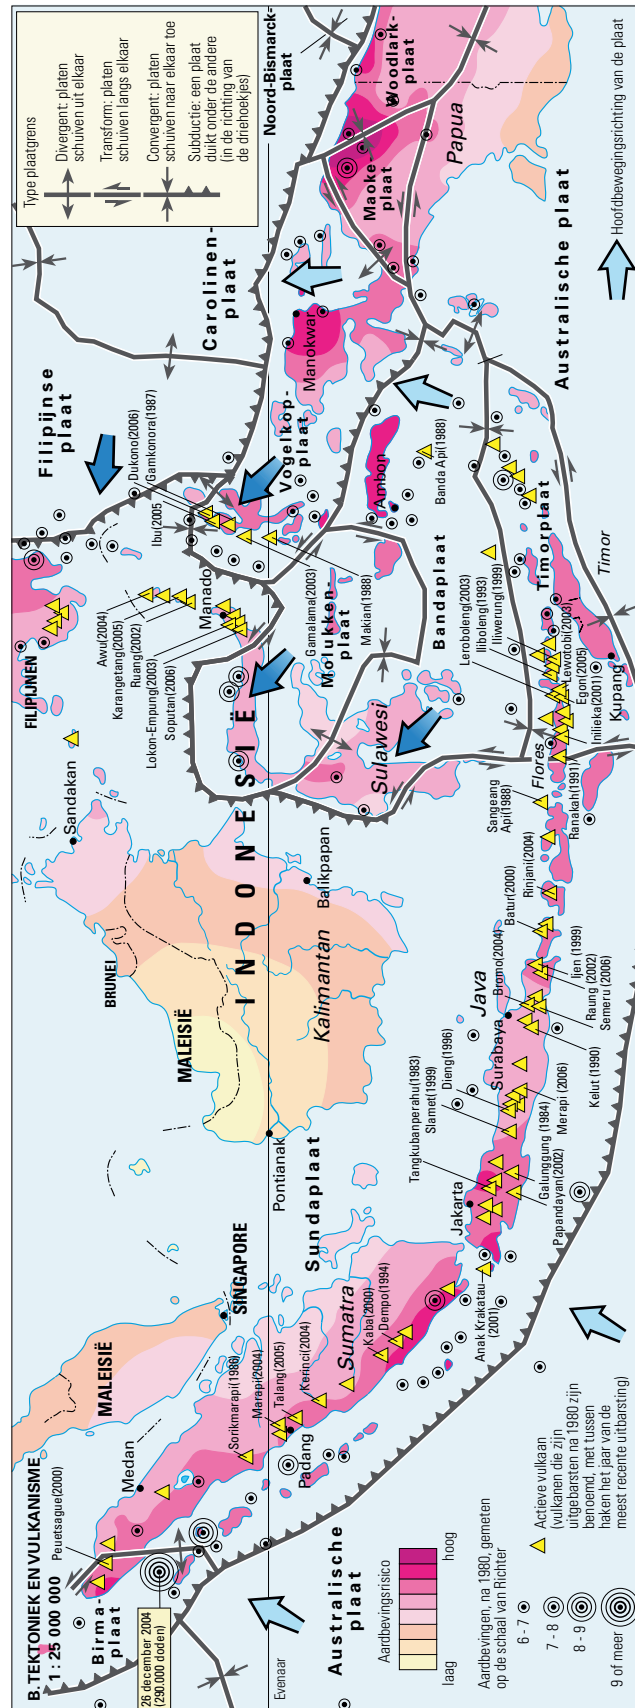 B. TEKTONIEK EN VULKANISME
1 : 25 000 000
Type plaatgrens
Divergent: platen
schuiven uit elkaar
Transform: platen
schuiven langs elkaar
Convergent: platen
schuiven naar elkaar toe
Subductie: een plaat
duikt onder de andere
(in de richting van
de driehoekjes)
Noord-Bismarck-
plaat
Woodlark-
plaat
Maoke-
plaat
Papua
Carolinen-
plaat
Filipijnse
plaat
Australische plaat
Hoofdbewegingsrichting van de plaat
Manokwar
Vogelkop-
plaat
Dukono(2006)
Gamkonora(1987)
Ibu(2005
Gamalama(2003)
Makian(1988)
Molukken-
plaat
Ambon
Banda Api(1988)
Bandaplaat
Timorplaat
Timor
Kupang
FILIPIJNEN
Awu(2004)
Karangetang(2005)
Ruang(2002)
Lokon-Empung(2003)
Soputan(2006)
Manado
Sulawesi
Leroboleng(2003)
Iliboleng(1993)
Iliwerung(1999)
Lewotobi(2003)
Egon(2005)
Inilieka(2001)
Ranakah(1991)
Flores
Sangeang
Api(1988)
Rinjani(2004)
Batur(2000)
Ijen (1999)
Raung (2002)
Semeru (2006)
Bromo(2004)
Sandakan
BRUNEI
MALEISIË
Kalimantan
Balikpapan
INDONESIË
Pontianak
Java
Surabaya
Kelut (1990)
Merapi (2006)
Dieng(1996)
Slamet(1999)
Tangkubanperahu(1983)
Galunggung (1984)
Papandayan(2002)
Jakarta
Anak Krakatau
(2001)
Sundaplaat
SINGAPORE
MALEISIË
Medan
Sumatra
Dempo(1994)
Kaba(2000)
Kerinci(2004)
Talang(2005)
Marapi(2004)
Sorikmarapi(1986)
Padang
Peuetsague(2000)
Birma-
plaat
26 december 2004
(290.000 doden)
Evenaar
Australische
plaat
Aardbevingsrisico
laag
hoog
Aardbevingen, na 1980, gemeten
op de schaal van Richter
6 - 7
7 - 8
8 - 9
9 of meer
Actieve vulkaan
(vulkanen die zijn
uitgebarsten na 1980 zijn
benoemd, met tussen
haken het jaar van de
meest recente uitbarsting)